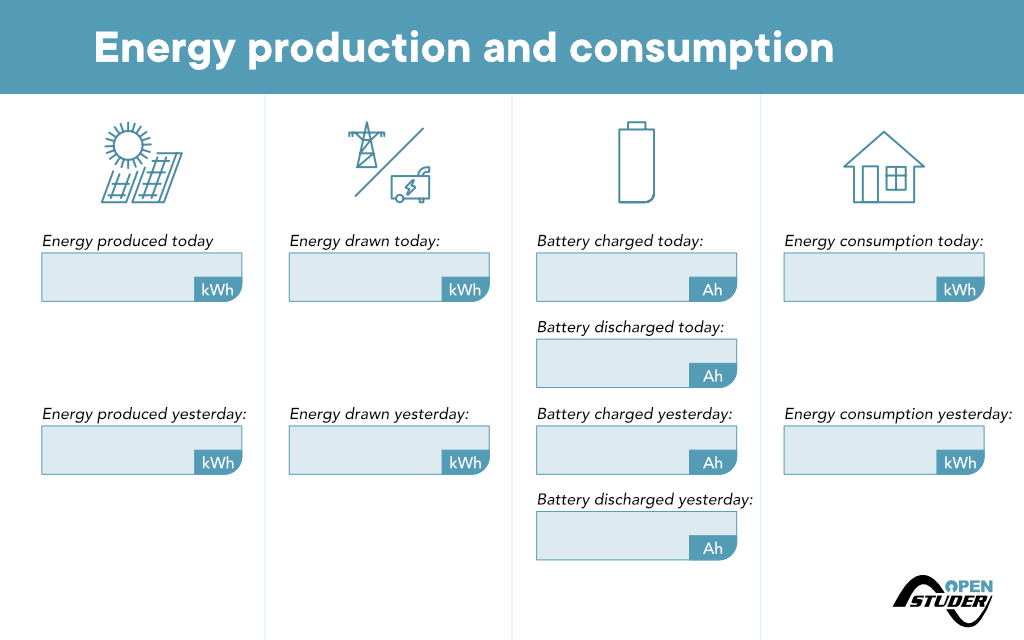 Energy production and consumption
Energy produced today
kWh
Energy produced yesterday:
kWh
Energy drawn today:
kWh
Energy drawn yesterday:
kWh
Battery charged today:
Ah
Battery discharged today:
Ah
Battery charged yesterday:
Ah
Battery discharged yesterday:
Ah
Energy consumption today:
kWh
Energy consumption yesterday:
kWh
OPEN
STUDER